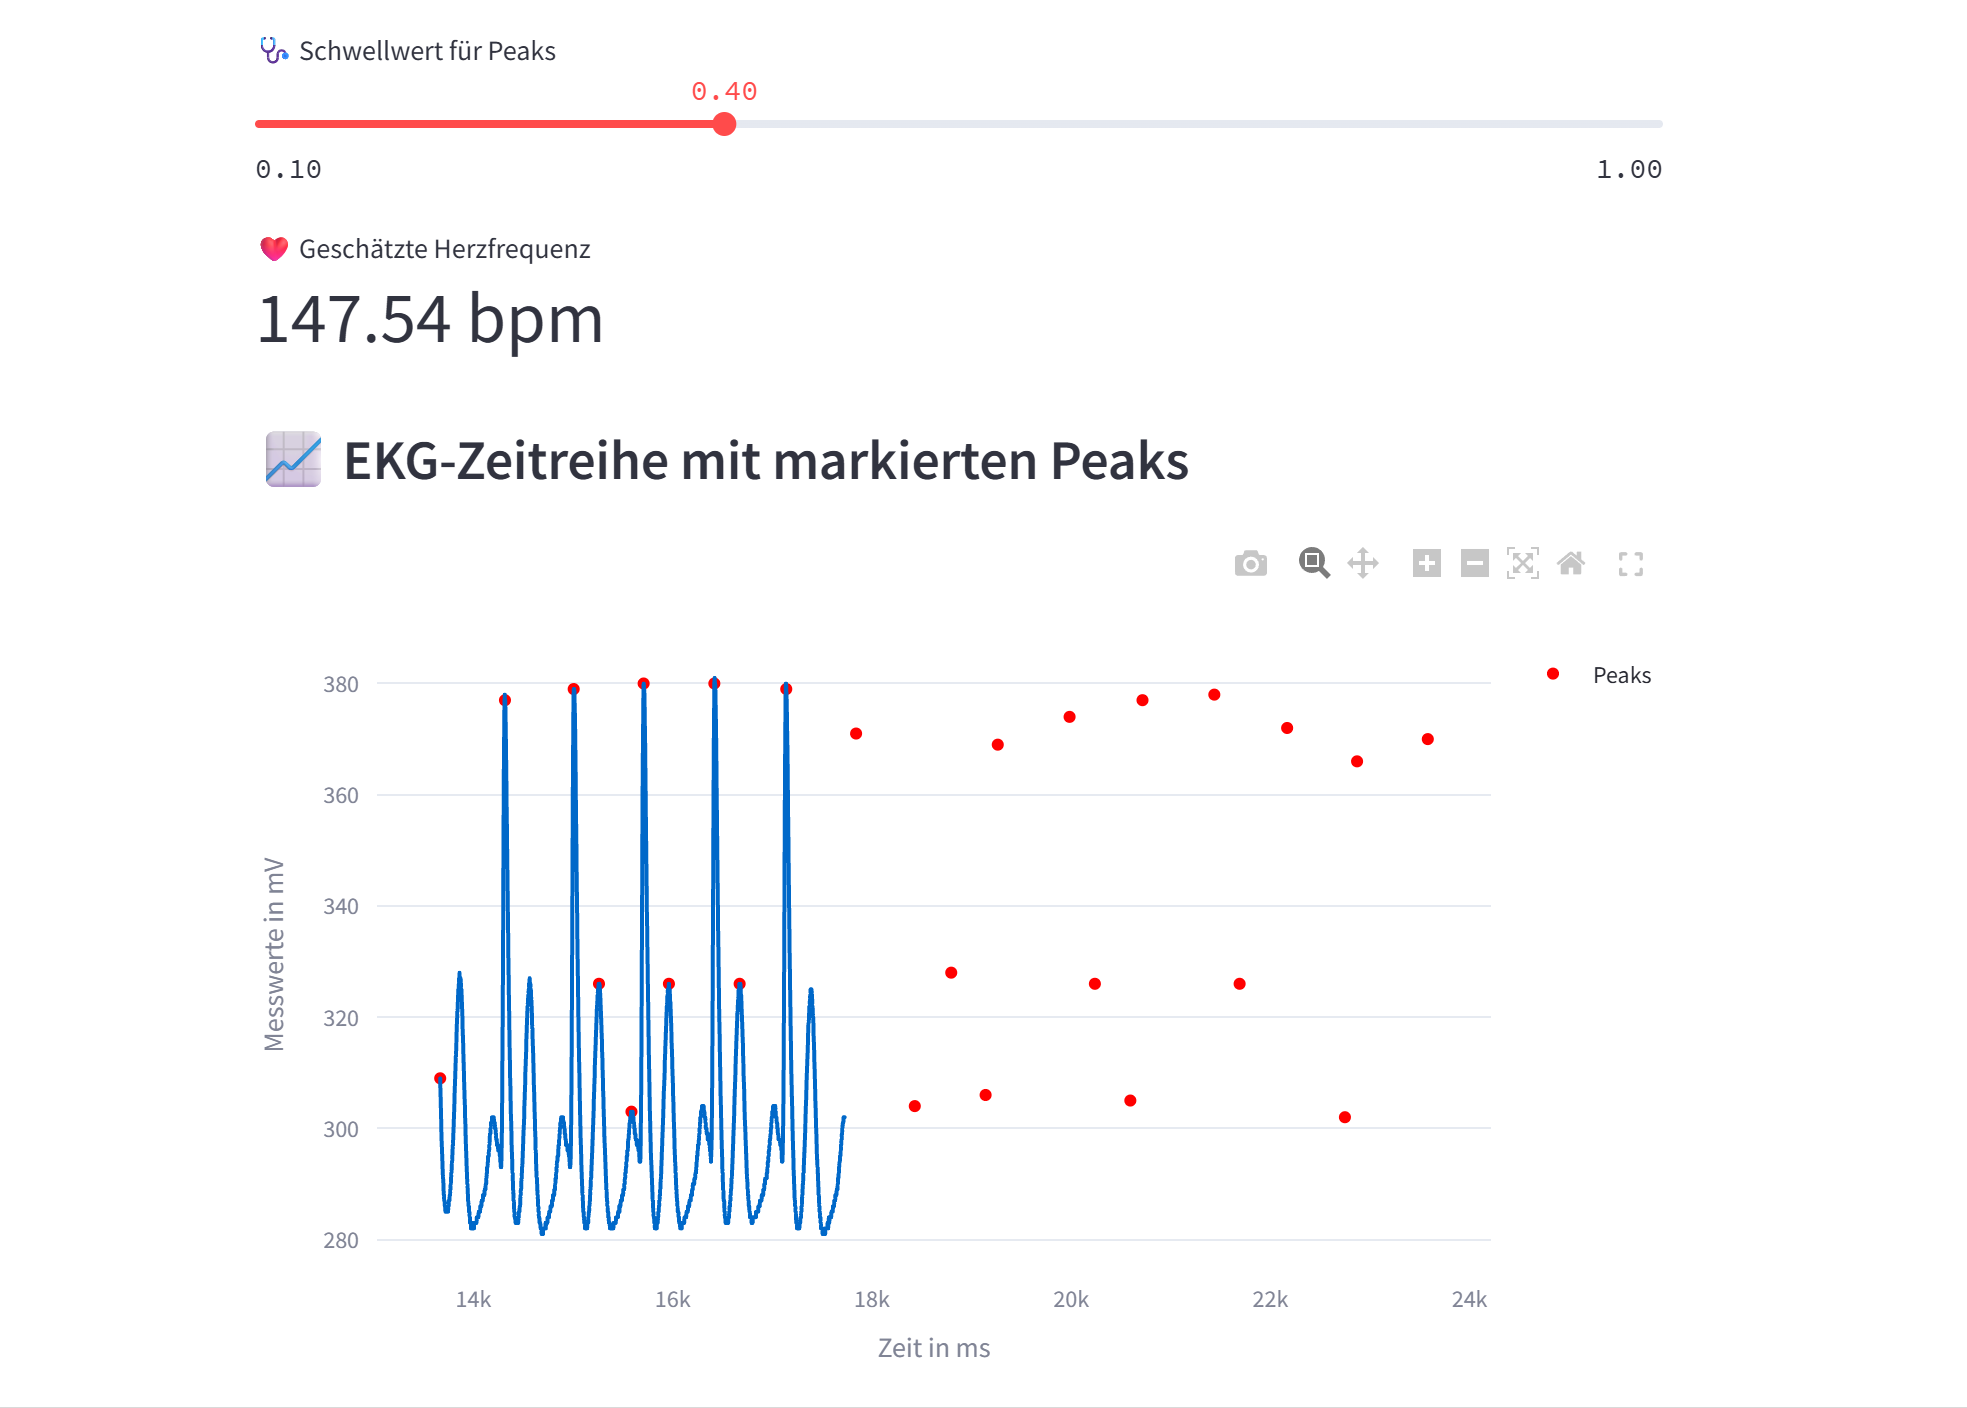 Schwellwert für Peaks
0.40
0.10
1.00
Geschätzte Herzfrequenz
147.54 bpm
EKG-Zeitreihe mit markierten Peaks
Peaks
380
360
340
320
300
280
Messwerte in mV
14k
16k
18k
20k
22k
24k
Zeit in ms